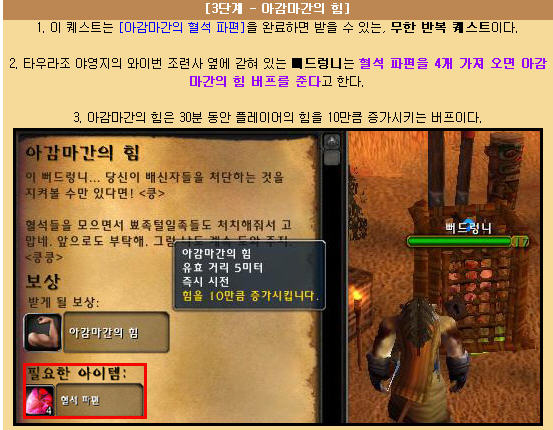 [3단계 - 아감마간의 힘]
1. 이 퀘스트는 [아감마간의 혈석 파편]을 완료하면 받을 수 있는, 무한 반복 퀘스트이다.
2. 타우라조 야영지의 와이번 조련사 옆에 갇혀 있는 뻐드렁니는 혈석 파편을 4개 가져 오면 아감
마간의 힘 버프를 준다고 한다.
3. 아감마간의 힘은 30분 동안 플레이어의 힘을 10만큼 증가시키는 버프이다.
아감마간의 힘
이 뻐드렁니... 당신이 배신자들을 처단하는 것을
지켜볼 수만 있다면! <쿵>
혈석들을 모으면서 뾰족털일족들도 처치해줘서 고
맙네. 앞으로도 부탁해. 그럼
<쿵쿵>
보상
받게 될 보상:
아감마간의 힘
필요한 아이템:
혈석 파편
4
아감마간의 힘
유효 거리 5미터
즉시 시전
힘을 10만큼 증가시킵니다.
뻐드렁니
17